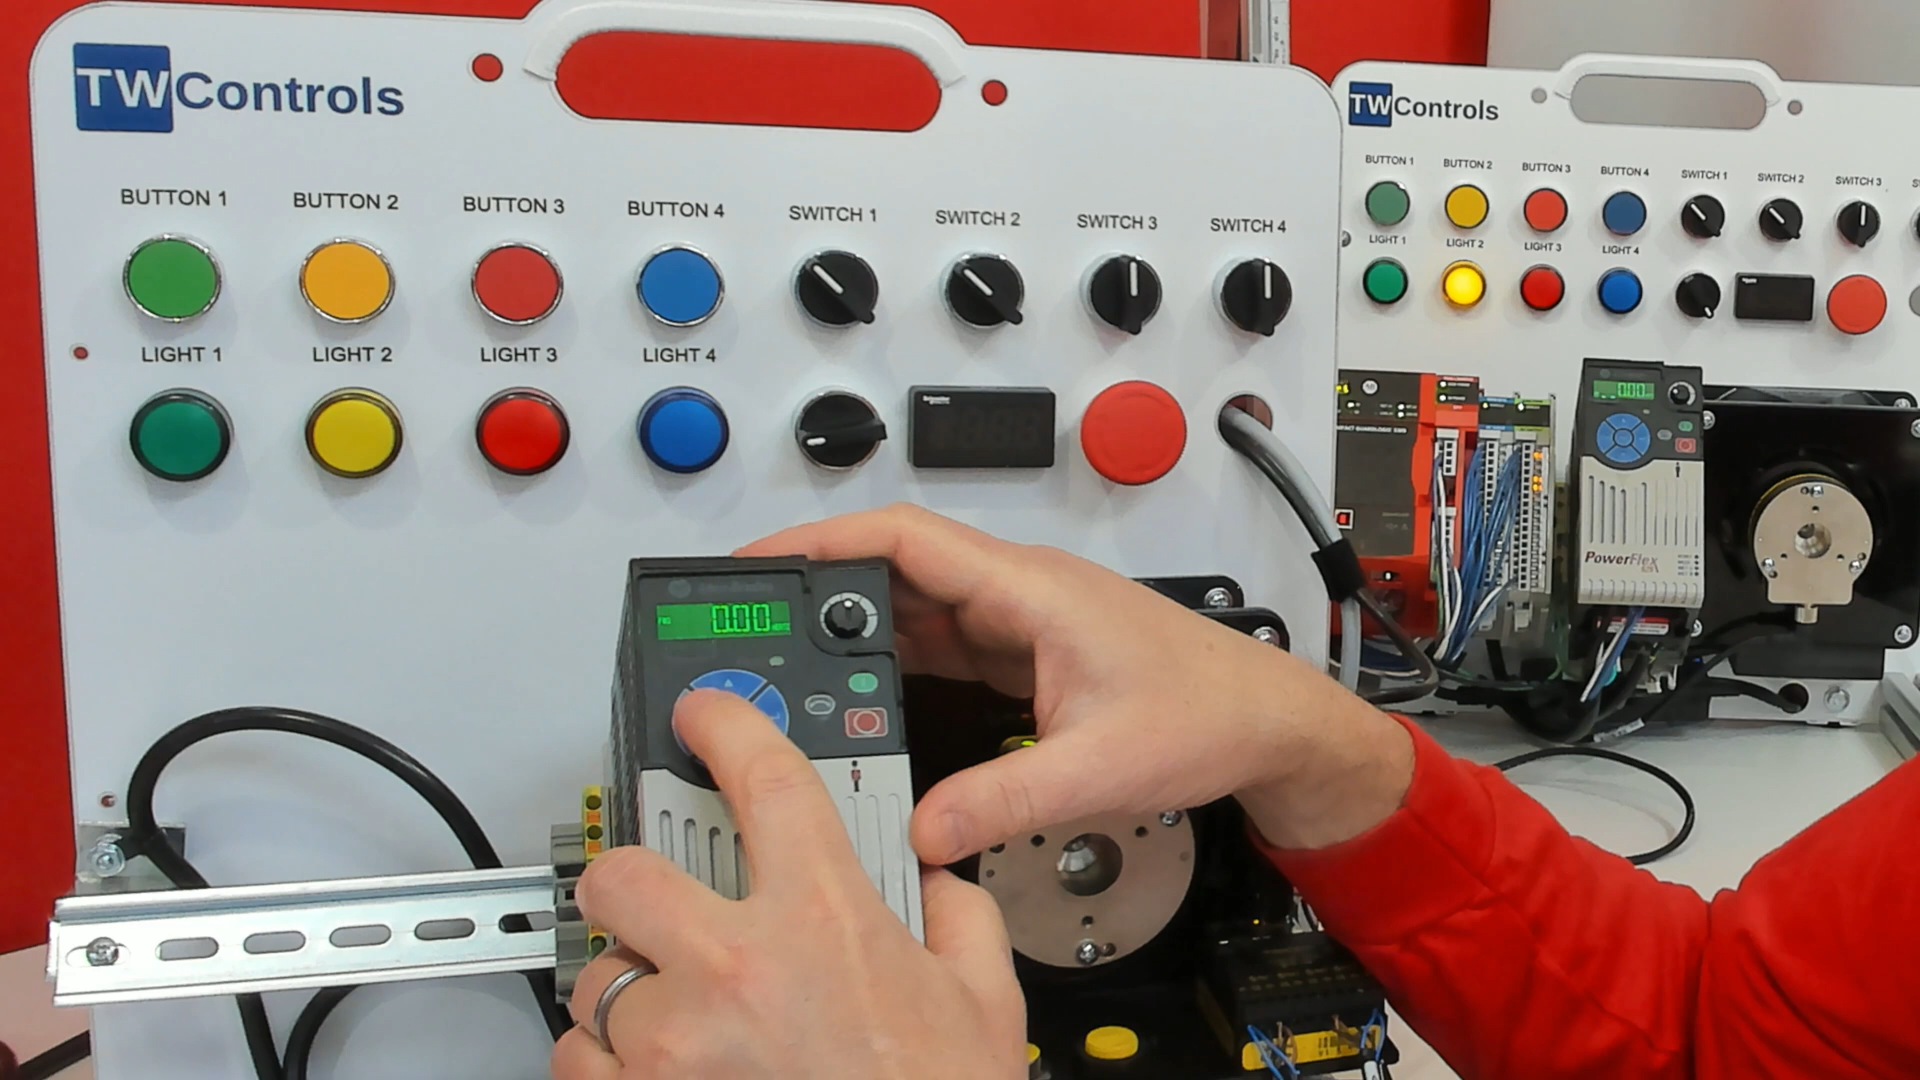 TWControls
BUTTON 1
BUTTON 2
BUTTON 3
BUTTON 4
SWITCH 1
SWITCH 2
SWITCH 3
SWITCH 4
LIGHT 1
LIGHT 2
LIGHT 3
LIGHT 4
0.00
TWControls
BUTTON 1
BUTTON 2
BUTTON 3
BUTTON 4
SWITCH 1
SWITCH 2
SWITCH 3
LIGHT 1
LIGHT 2
LIGHT 3
LIGHT 4
0.00
PowerFlex